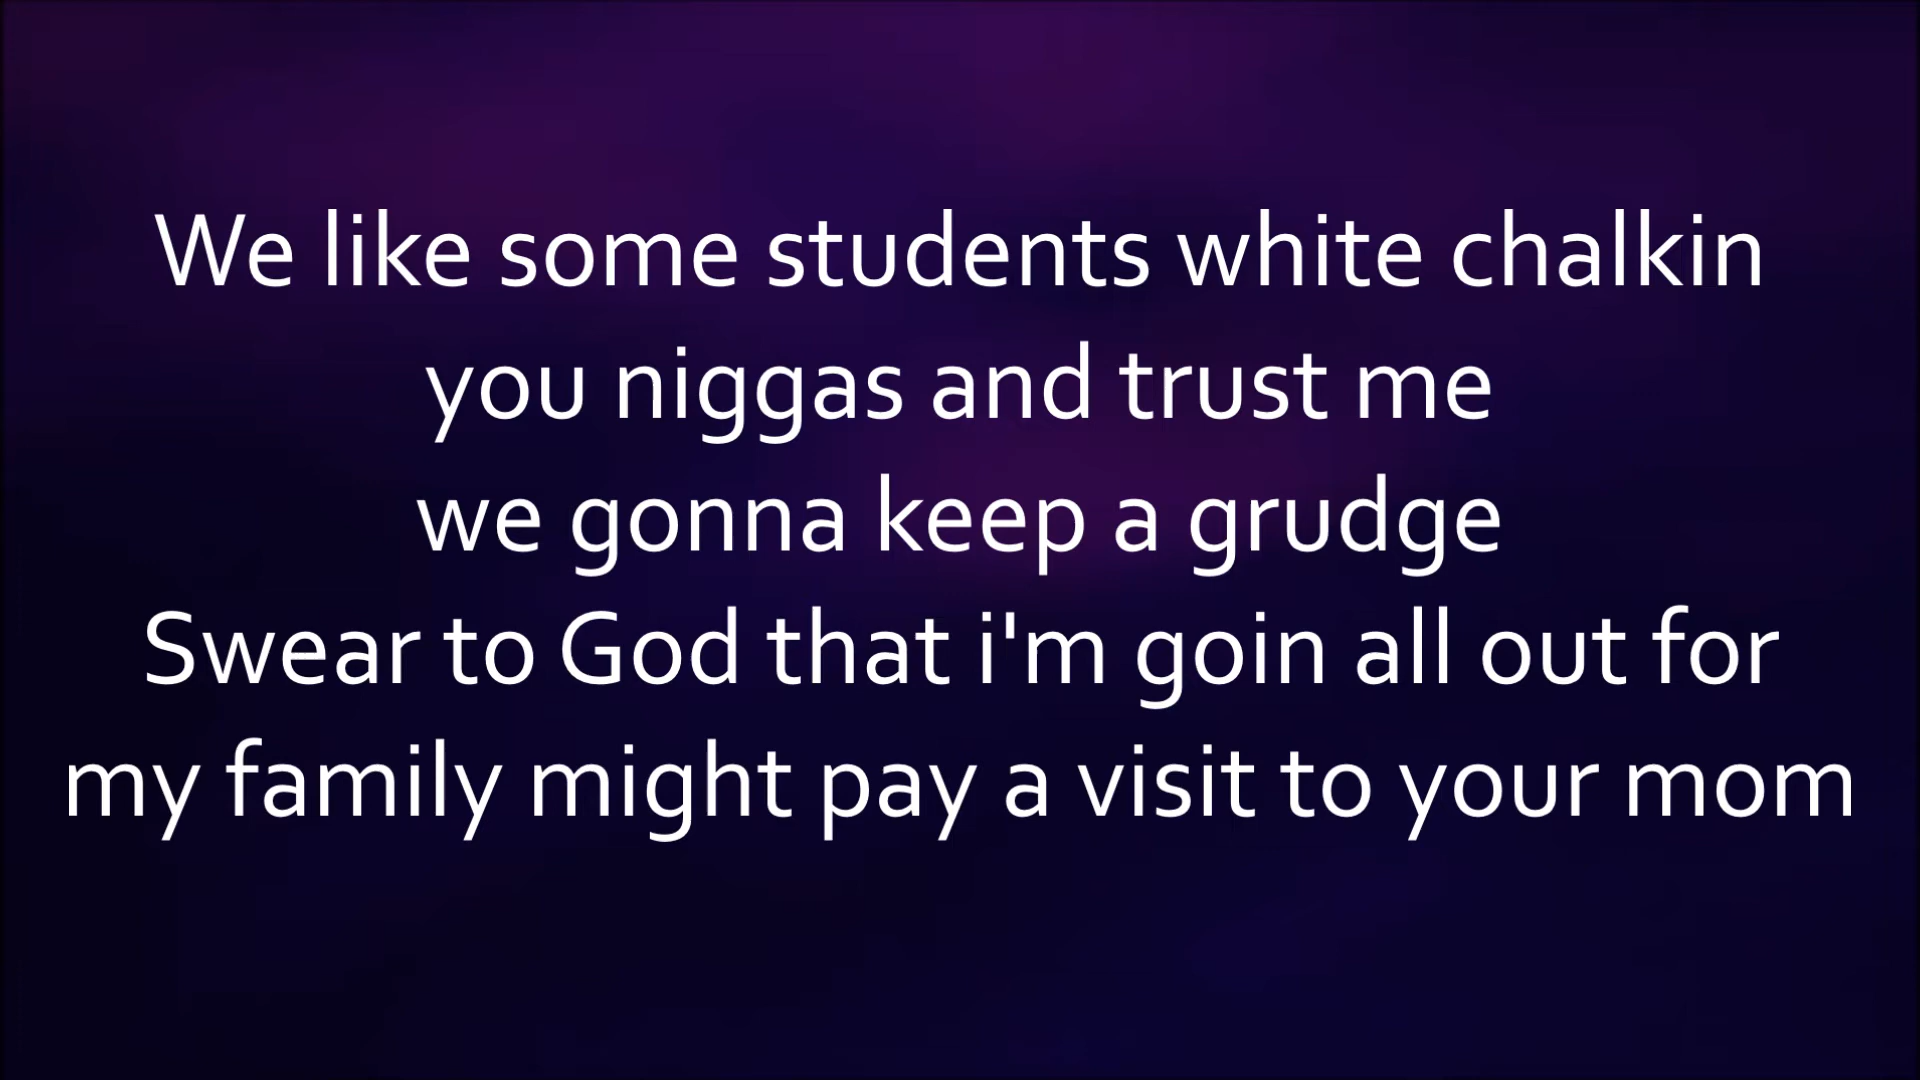 We like some students white chalkin
you niggas and trust me
we gonna keep a grudge
Swear to God that i'm goin all out for
my family might pay a visit to your mom